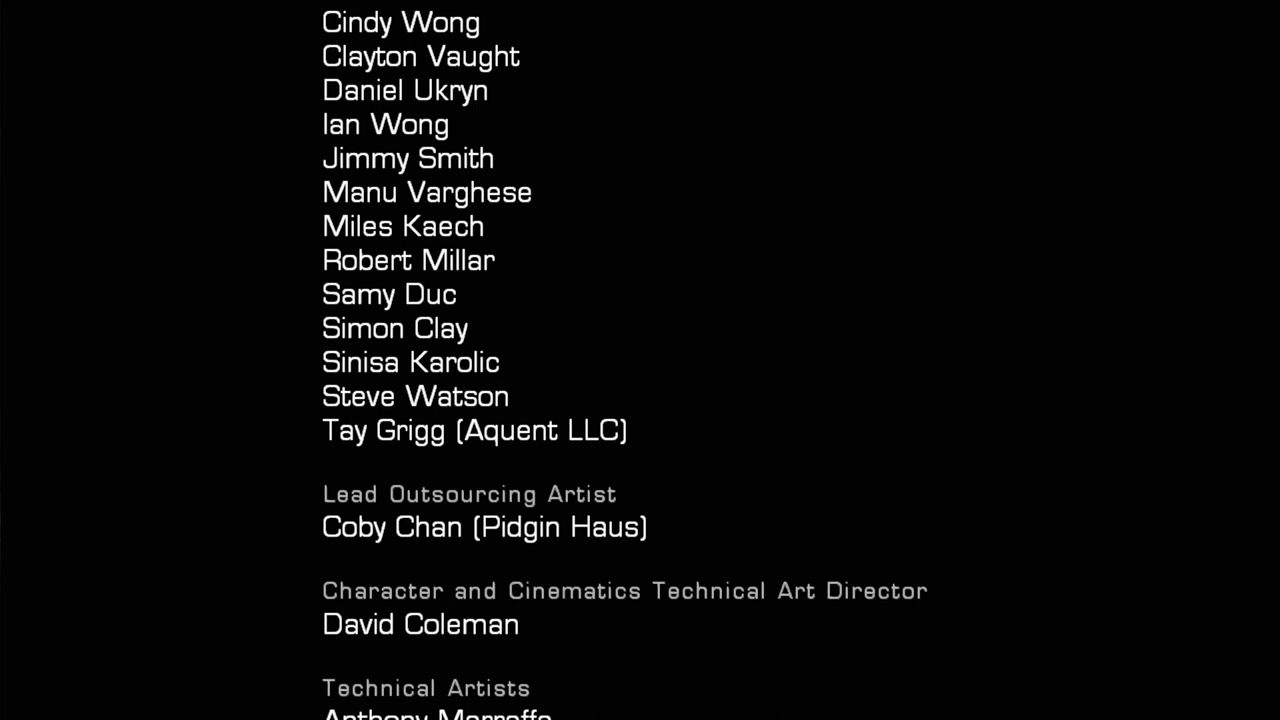 Cindy Wong
Clayton Vaught
Daniel Ukryn
Ian Wong
Jimmy Smith
Manu Varghese
Miles Kaech
Robert Millar
Samy Duc
Simon Clay
Sinisa Karolic
Steve Watson
Tay Grigg (Aquent LLC)
Lead Outsourcing Artist
Coby Chan (Pidgin Haus)
Character and Cinematics Technical Art Director
David Coleman
Technical Artists
Anthony